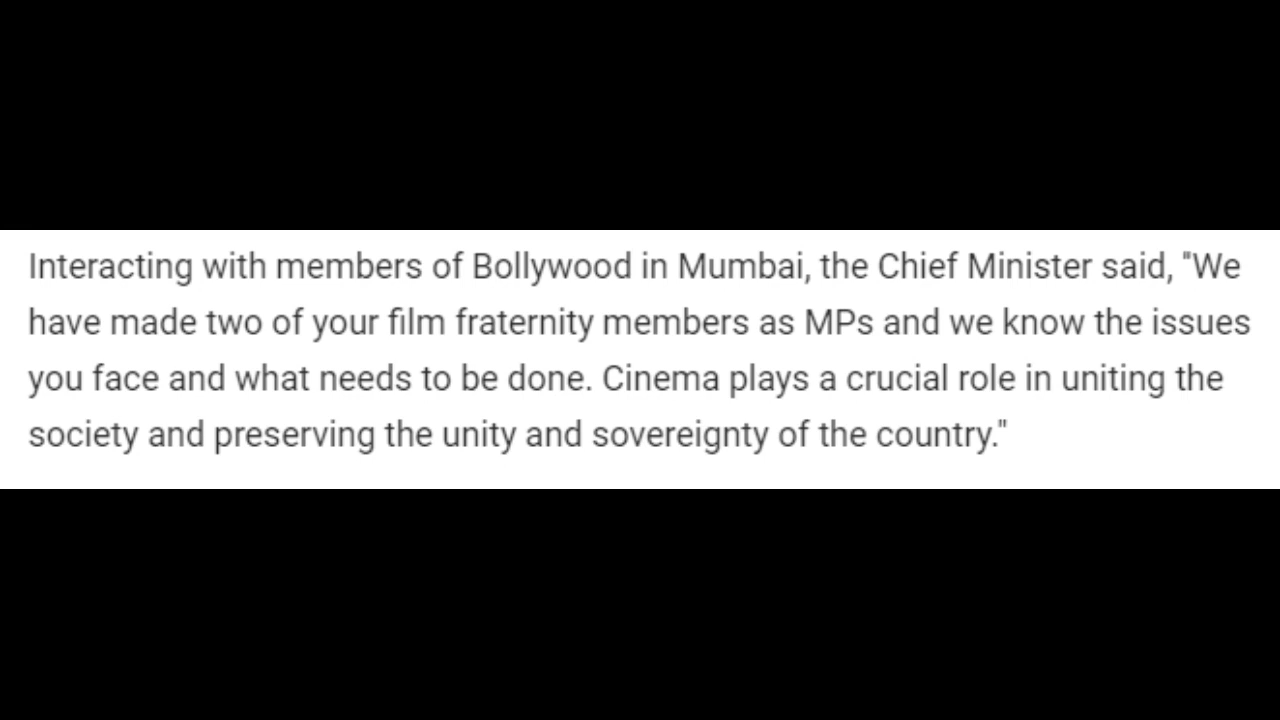 Interacting with members of Bollywood in Mumbai, the Chief Minister said, "We
have made two of your film fraternity members as MPs and we know the issues
you face and what needs to be done. Cinema plays a crucial role in uniting the
society and preserving the unity and sovereignty of the country."